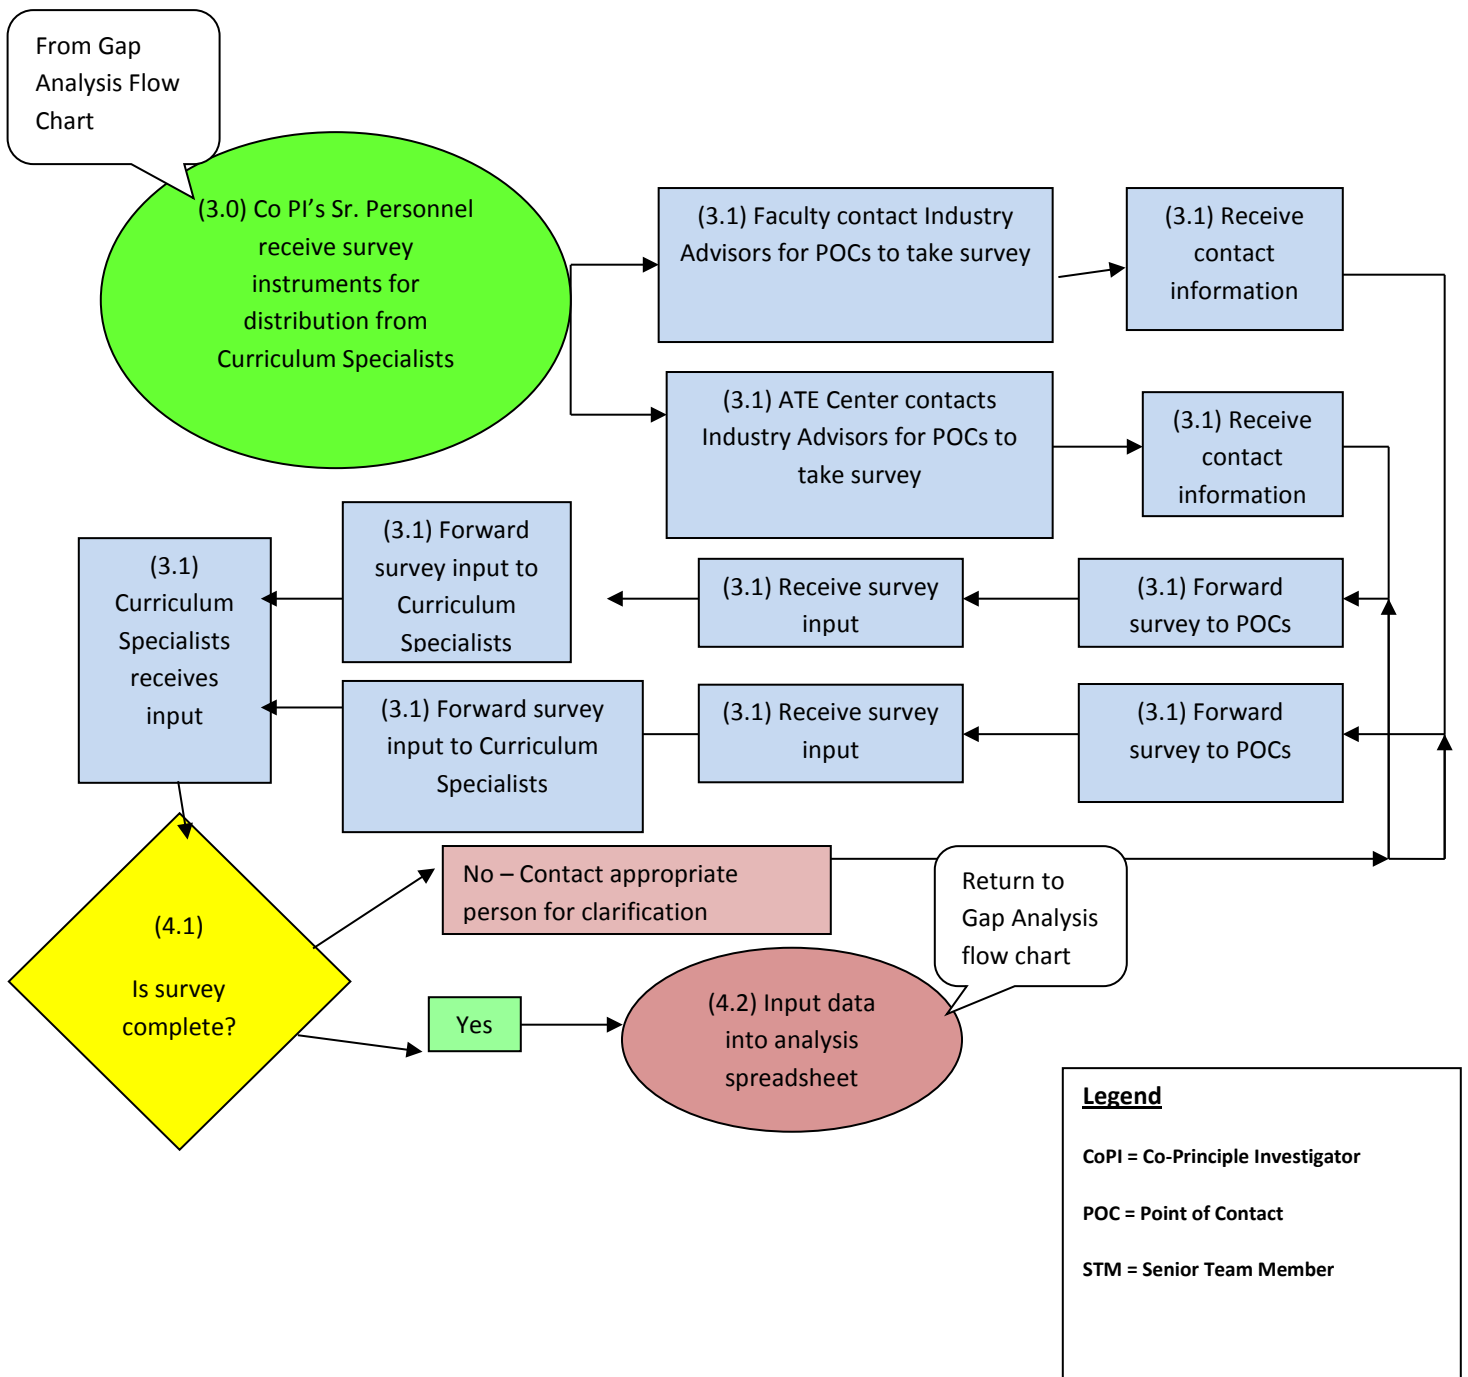 From Gap
Analysis Flow
Chart
(3.0) Co PI’s Sr. Personnel
receive survey
instruments for
distribution from
Curriculum Specialists
(3.1) Faculty contact Industry
Advisors for POCs to take survey
(3.1) Receive
contact
information
(3.1) ATE Center contacts
Industry Advisors for POCs to
take survey
(3.1) Receive
contact
information
(3.1)
Curriculum
Specialists
receives
input
(3.1) Forward
survey input to
Curriculum
Specialists
(3.1) Receive survey
input
(3.1) Forward
survey to POCs
(3.1) Forward survey
input to Curriculum
Specialists
(3.1) Receive survey
input
(3.1) Forward
survey to POCs
(4.1)
Is survey
complete?
No – Contact appropriate
person for clarification
Return to
Gap Analysis
flow chart
Yes
(4.2) Input data
into analysis
spreadsheet
Legend
CoPI = Co-Principle Investigator
POC = Point of Contact
STM = Senior Team Member